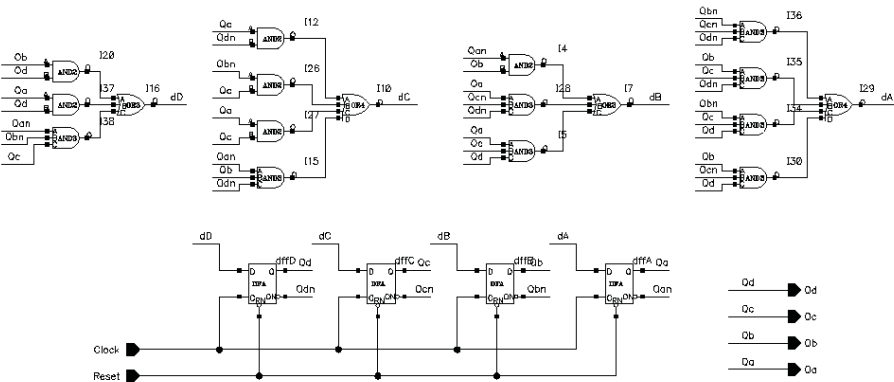 Qb
Qd
AND2
I20
Qa
Qd
AND2
I37
Qan
Qbn
Qc
AND3
I38
OR3
I16
dD
Qc
Qdn
AND2
I12
Qbn
Qc
AND2
I26
Qa
Qc
AND2
I27
Qan
Qb
Qdn
AND3
I15
A
B
C
D
OR4
I10
dC
Qan
Qb
AND2
I4
Qa
Qcn
Qdn
AND3
I28
Qa
Qc
Qd
AND3
I5
OR3
I7
dB
Qbn
Qcn
Qdn
AND3
I36
Qb
Qc
Qdn
AND3
I35
Qbn
Qc
Qd
AND3
I34
Qb
Qcn
Qd
AND3
I30
OR4
I29
dA
dD
dffD
Qd
D Q
DFA
C RN QN
Qdn
dC
dffC
Qc
D Q
DFA
C RN QN
Qcn
dB
dffB
Qb
D Q
DFA
C RN QN
Qbn
dA
dffA
Qa
D Q
DFA
C RN QN
Qan
Clock
Reset
Qd Qd
Qc Qc
Qb Qb
Qa Qa